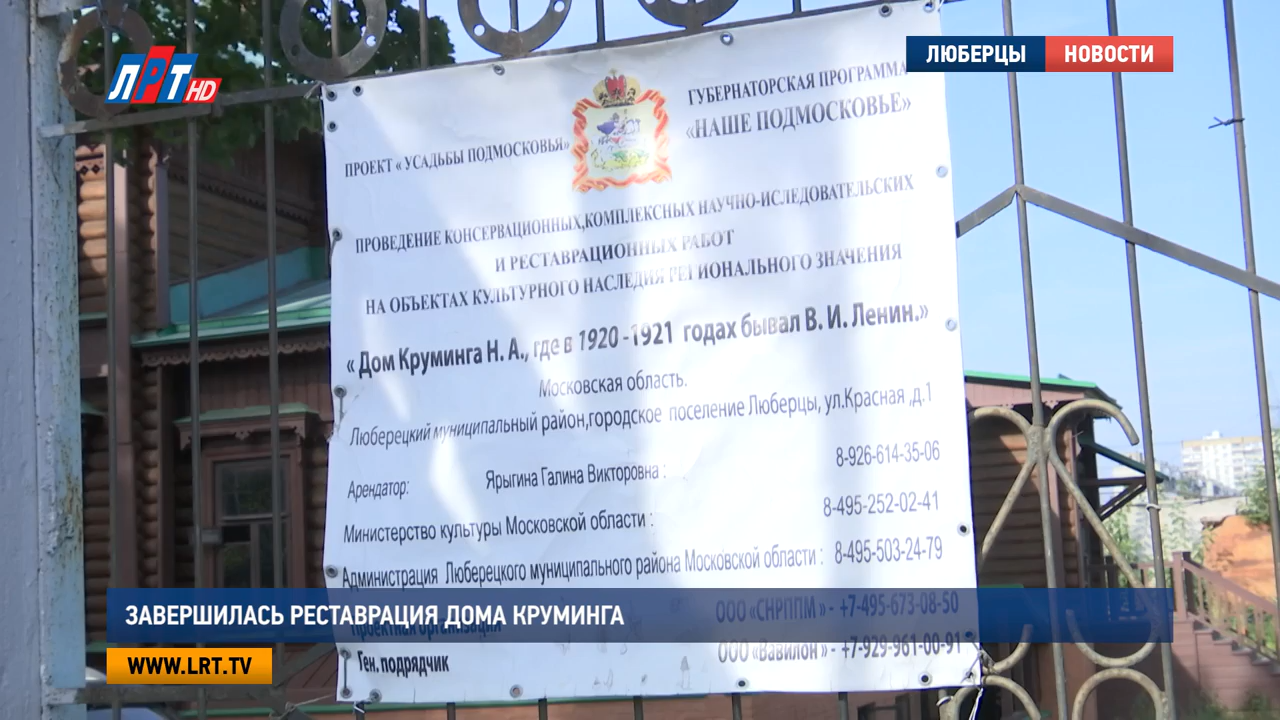 ЛРТ HD
ЛЮБЕРЦЫ НОВОСТИ
ГУБЕРНАТОРСКАЯ ПРОГРАММА
«НАШЕ ПОДМОСКОВЬЕ»
ПРОЕКТ « УСАДЬБЫ ПОДМОСКОВЬЯ»
ПРОВЕДЕНИЕ КОНСЕРВАЦИОННЫХ,КОМПЛЕКСНЫХ НАУЧНО-ИСЛЕДОВАТЕЛЬСКИХ
И РЕСТАВРАЦИОННЫХ РАБОТ
НА ОБЪЕКТАХ КУЛЬТУРНОГО НАСЛЕДИЯ РЕГИОНАЛЬНОГО ЗНАЧЕНИЯ
« Дом Круминга Н. А., где в 1920 -1921 годах бывал В. И. Ленин.»
Московская область.
Люберецкий муниципальный район,городское поселение Люберцы, ул.Красная ,д.1
Арендатор: Ярыгина Галина Викторовна : 8-926-614-35-06
Министерство культуры Московской области : 8-495-252-02-41
Администрация Люберецкого муниципального района Московской области : 8-495-503-24-79
Проектная организация ООО «СНРППМ » - +7-495-673-08-50
Ген. подрядчик ООО «Вавилон » - +7-929-961-00-91
ЗАВЕРШИЛАСЬ РЕСТАВРАЦИЯ ДОМА КРУМИНГА
WWW.LRT.TV